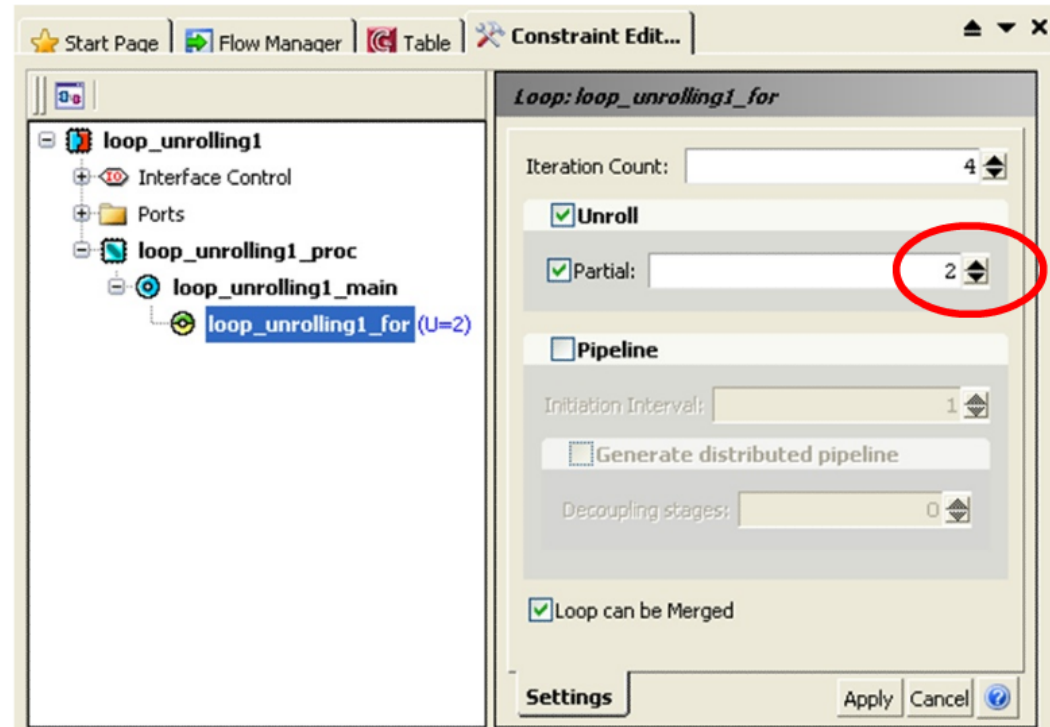 Start Page Flow Manager Table Constraint Edit...
loop_unrolling1
Interface Control
Ports
loop_unrolling1_proc
loop_unrolling1_main
loop_unrolling1_for (U=2)
Loop: loop_unrolling1_for
Iteration Count: 4
Unroll
Partial: 2
Pipeline
Initiation Interval: 1
Generate distributed pipeline
Decoupling stages: 0
Loop can be Merged
Settings Apply Cancel ?